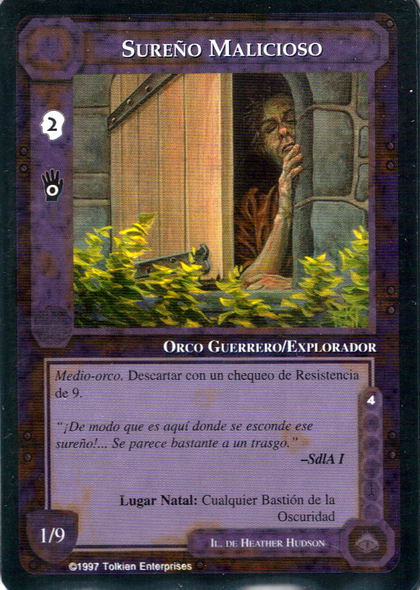 Sureño Malicioso
2
0
Orco Guerrero/Explorador
Medio-orco. Descartar con un chequeo de Resistencia
de 9.
4
“¡De modo que es aquí donde se esconde ese
sureño!... Se parece bastante a un trasgo.”
–SdlA I
Lugar Natal: Cualquier Bastión de la
Oscuridad
1/9
Il. de Heather Hudson
©1997 Tolkien Enterprises